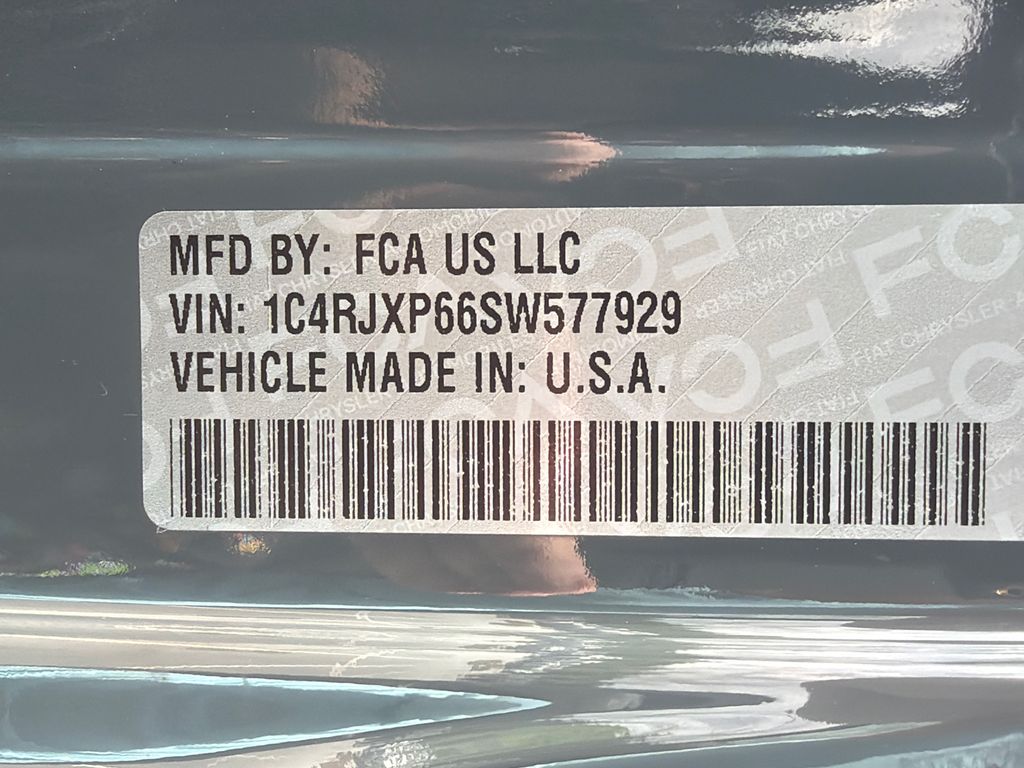 MFD BY: FCA US LLC
VIN: 1C4RJXP66SW577929
VEHICLE MADE IN: U.S.A.